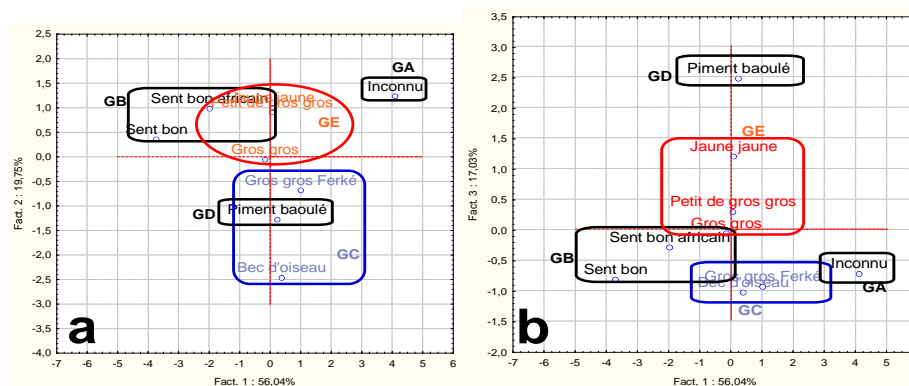 2,5
2,0
1,5
1,0
0,5
0,0
-0,5
-1,0
-1,5
-2,0
-2,5
-3,0
-3,5
-4,0
Fact. 2 : 19,75%
GA
Inconnu
GB
Sent bon africain
jaune
Petit de gros gros
GE
Sent bon
Gros gros
Gros gros Ferké
GD
Piment baoulé
GC
Bec d'oiseau
a
-7 -6 -5 -4 -3 -2 -1 0 1 2 3 4 5 6
Fact. 1 : 56,04%
3,5
3,0
2,5
2,0
1,5
1,0
0,5
0,0
-0,5
-1,0
-1,5
-2,0
Fact. 3 : 17,03%
GD
Piment baoulé
GE
Jaune jaune
Petit de gros gros
Gros gros
Sent bon africain
GB
Sent bon
Inconnu
Gros gros Ferké
Bec d'oiseau
GA
GC
b
-7 -6 -5 -4 -3 -2 -1 0 1 2 3 4 5 6
Fact. 1 : 56,04%